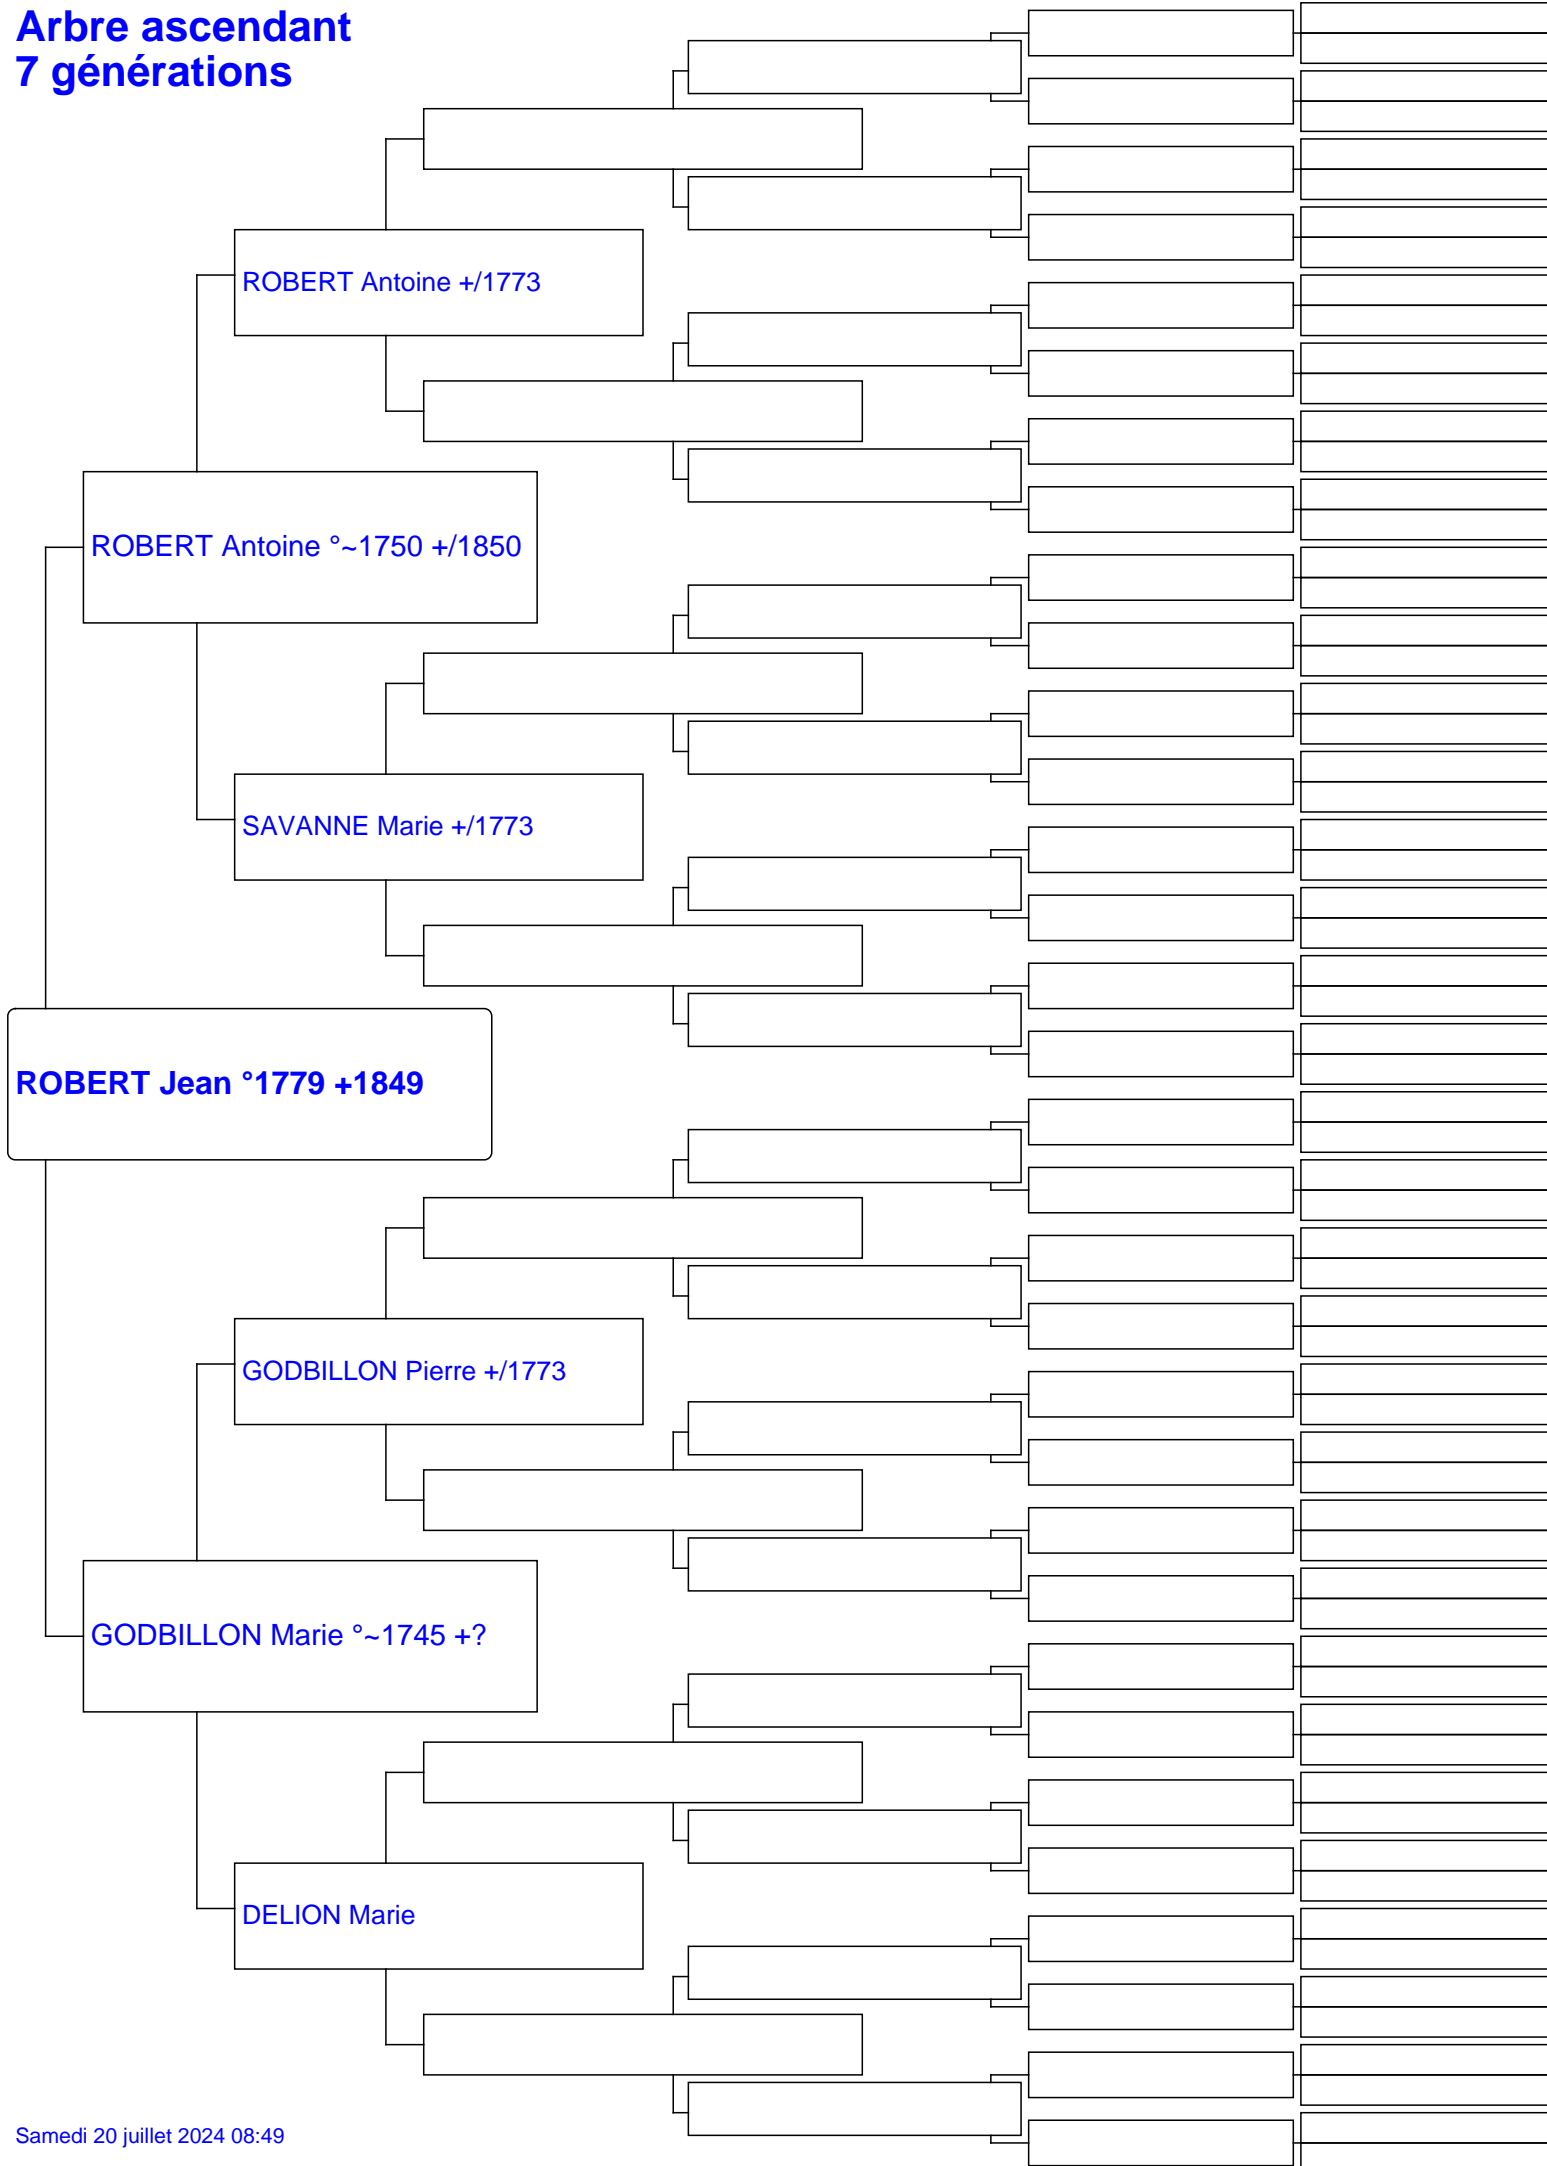 Arbre ascendant
7 générations
ROBERT Antoine +/1773
ROBERT Antoine °~1750 +/1850
SAVANNE Marie +/1773
ROBERT Jean °1779 +1849
GODBILLON Pierre +/1773
GODBILLON Marie °~1745 +?
DELION Marie
Samedi 20 juillet 2024 08:49